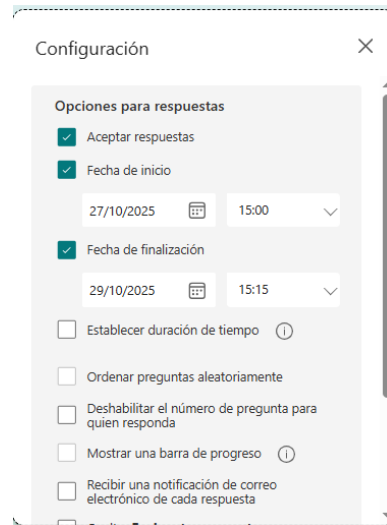 Configuración
Opciones para respuestas
Aceptar respuestas
Fecha de inicio
27/10/2025 15:00
Fecha de finalización
29/10/2025 15:15
Establecer duración de tiempo
Ordenar preguntas aleatoriamente
Deshabilitar el número de pregunta para
quien responda
Mostrar una barra de progreso
Recibir una notificación de correo
electrónico de cada respuesta